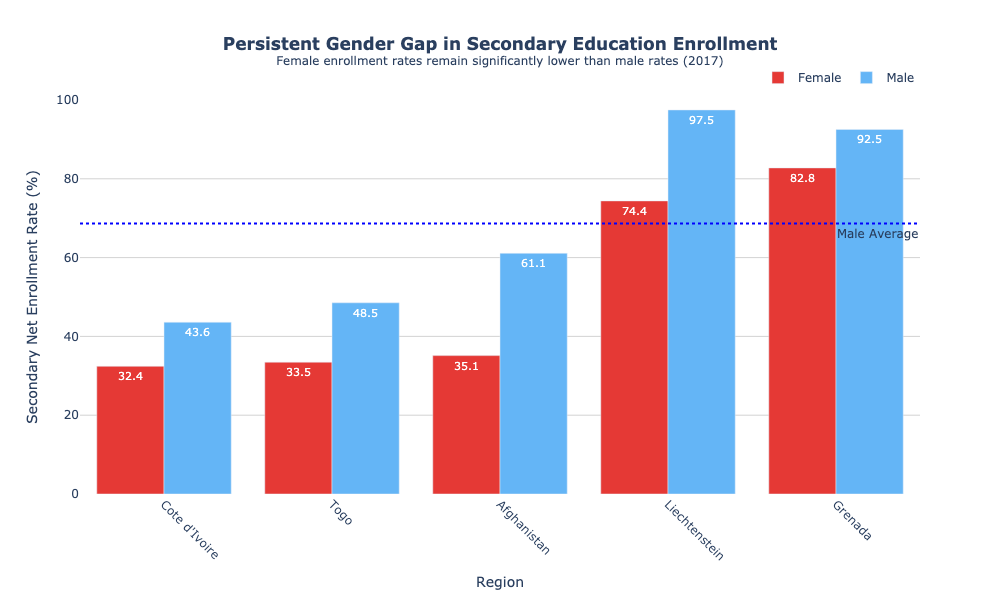 Persistent Gender Gap in Secondary Education Enrollment
Female enrollment rates remain significantly lower than male rates (2017)
Female
Male
Secondary Net Enrollment Rate (%)
100
80
60
40
20
0
32.4
43.6
33.5
48.5
35.1
61.1
74.4
97.5
82.8
92.5
Male Average
Cote d'Ivoire
Togo
Afghanistan
Liechtenstein
Grenada
Region